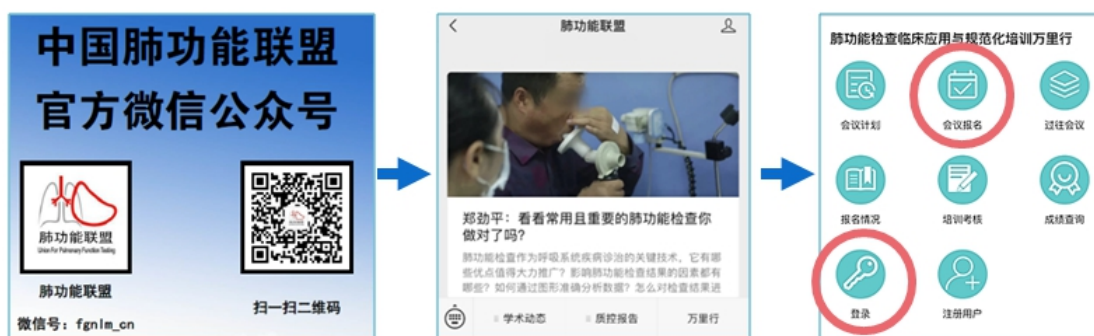 中国肺功能联盟
官方微信公众号
肺功能联盟
Union For Pulmonary Function Testing
肺功能联盟
扫一扫二维码
微信号：fgnlm_cn
肺功能联盟
郑劲平：看看常用且重要的肺功能检查你
做对了吗？
肺功能检查作为呼吸系统疾病诊治的关键技术，它有哪
些优点值得大力推广？影响肺功能检查结果的因素都有
哪些？如何通过图形准确分析数据？怎么对检查结果进
学术动态
质控报告
万里行
肺功能检查临床应用与规范化培训万里行
会议计划
会议报名
过往会议
报名情况
培训考核
成绩查询
登录
注册用户